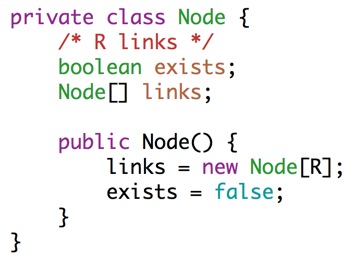 private class Node {
    /* R links */
    boolean exists;
    Node[] links;

    public Node() {
        links = new Node[R];
        exists = false;
    }
}